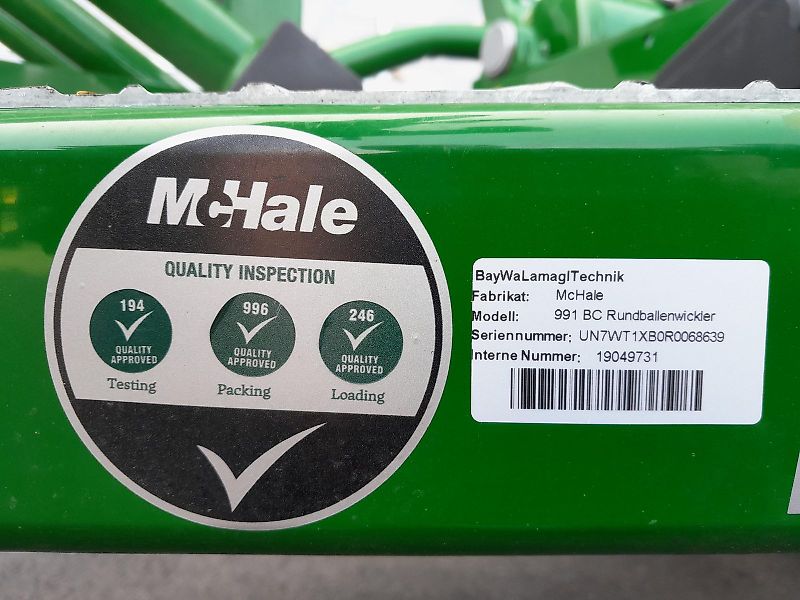 McHale
QUALITY INSPECTION
194
QUALITY
APPROVED
Testing
996
QUALITY
APPROVED
Packing
246
QUALITY
APPROVED
Loading
BayWaLamaglTechnik
Fabrikat: McHale
Modell: 991 BC Rundballenwickler
Seriennummer: UN7WT1XB0R0068639
Interne Nummer: 19049731